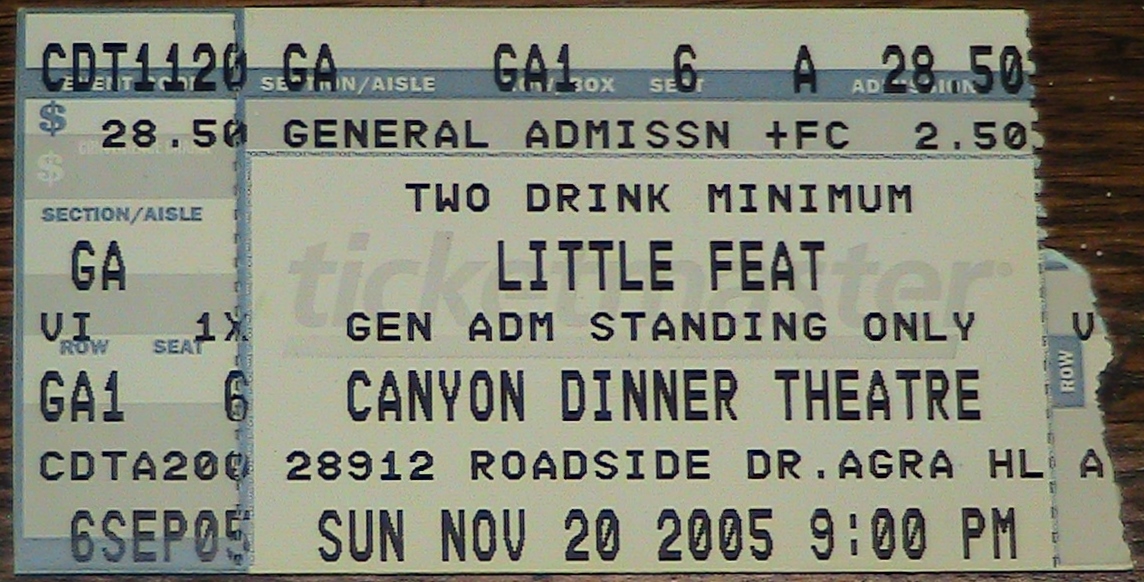 CDT1120 GA GA1 6 A 28.50
EVENT CODE SECTION/AISLE ROW/BOX SEAT ADMISSION
$ 28.50 GENERAL ADMISSN +FC 2.50
$
TWO DRINK MINIMUM
SECTION/AISLE
GA LITTLE FEAT
ticketmaster
VI 1X GEN ADM STANDING ONLY V
ROW SEAT ROW
GA1 6 CANYON DINNER THEATRE
CDTA200 28912 ROADSIDE DR.AGRA HL A
6SEP05 SUN NOV 20 2005 9:00 PM